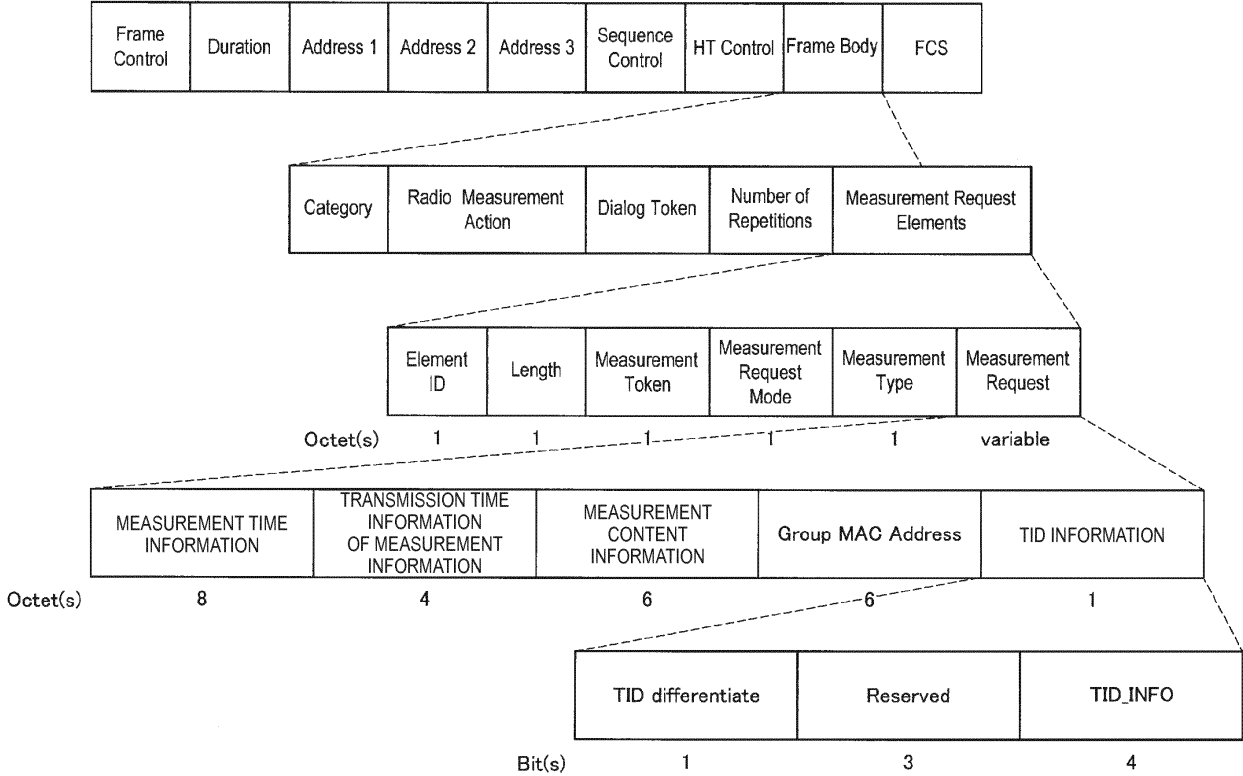 Frame Control
Duration
Address 1
Address 2
Address 3
Sequence Control
HT Control
Frame Body
FCS
Category
Radio Measurement Action
Dialog Token
Number of Repetitions
Measurement Request Elements
Element ID
Length
Measurement Token
Measurement Request Mode
Measurement Type
Measurement Request
Octet(s) 1 1 1 1 1 variable
MEASUREMENT TIME INFORMATION
TRANSMISSION TIME INFORMATION OF MEASUREMENT INFORMATION
MEASUREMENT CONTENT INFORMATION
Group MAC Address
TID INFORMATION
Octet(s) 8 4 6 6 1
TID differentiate
Reserved
TID_INFO
Bit(s) 1 3 4